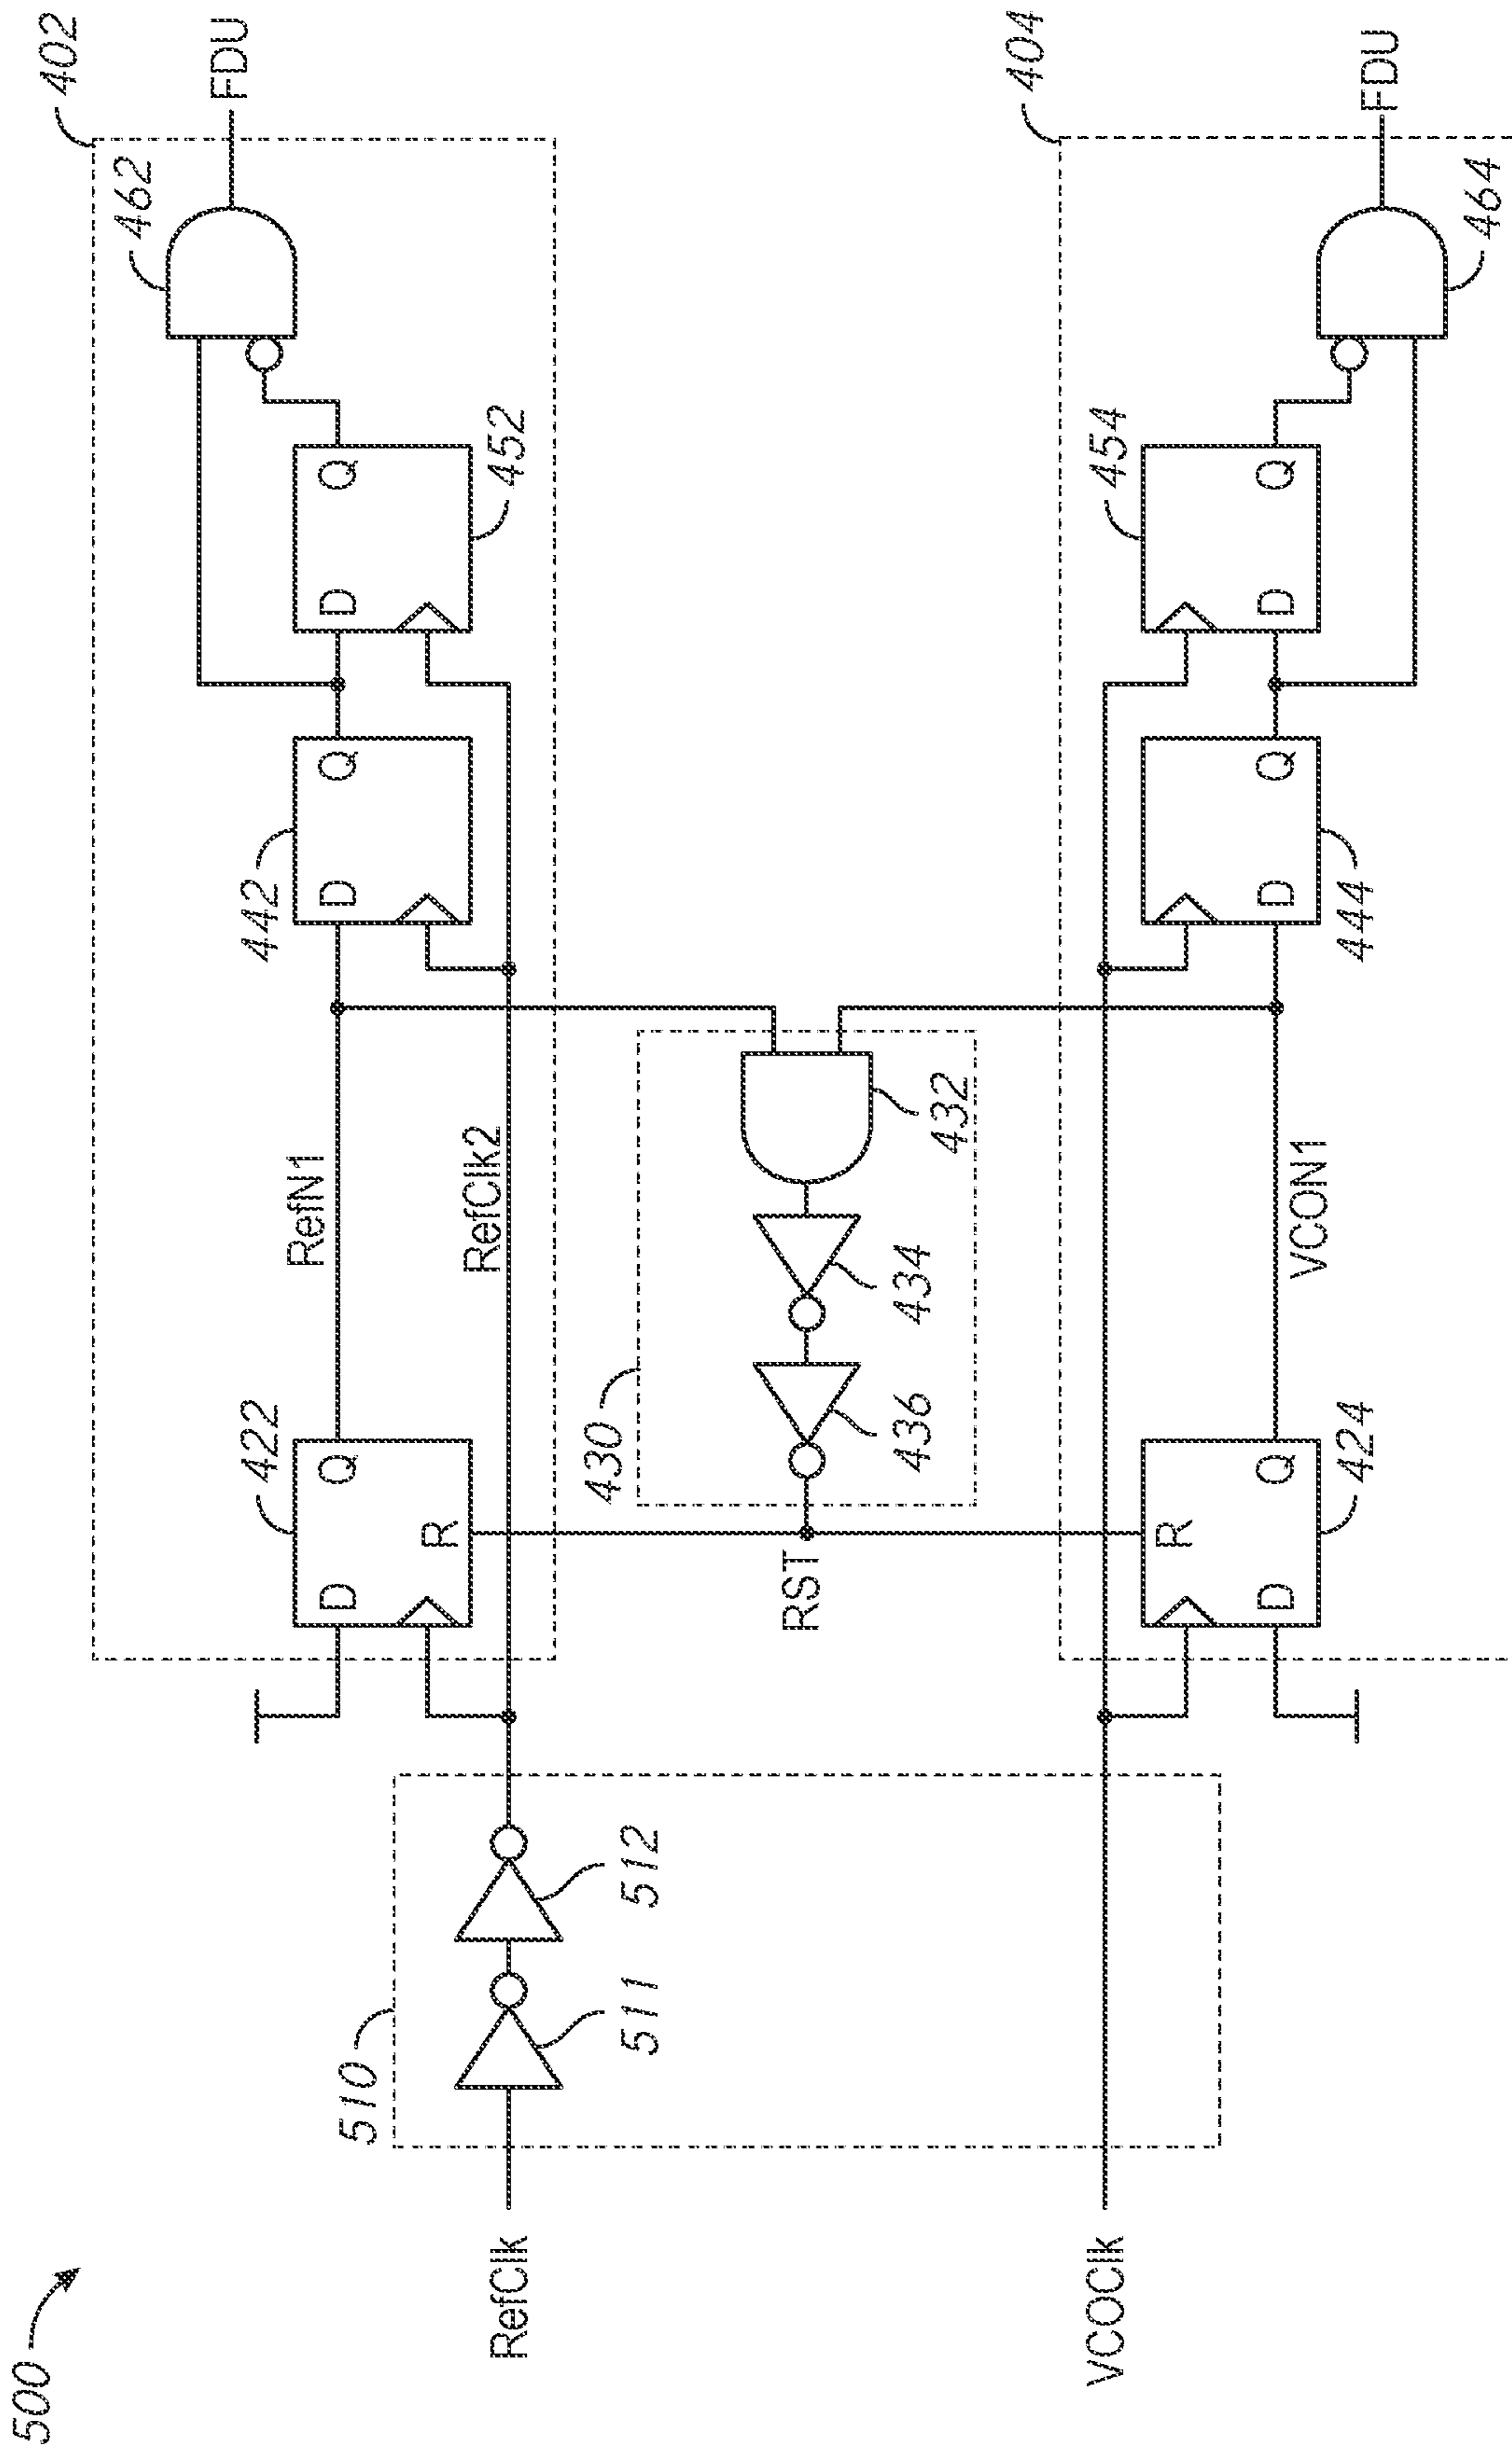 500
402
462
FDU
422
D
Q
R
RefN1
442
D
Q
D
Q
452
RefClk2
510
RefClk
511
512
430
RST
436
434
432
VCOClk
404
454
FDU
R
D
Q
424
VCON1
D
Q
444
D
Q
464